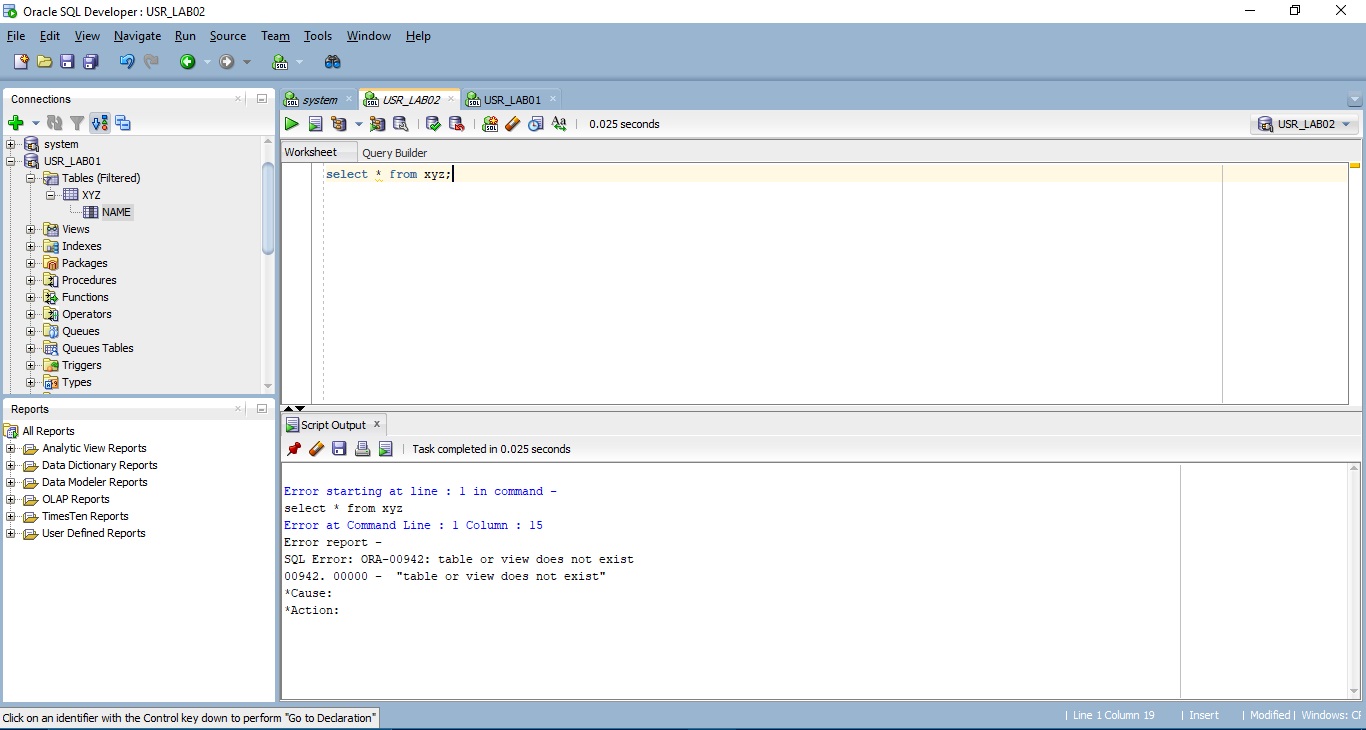 Oracle SQL Developer : USR_LAB02
File Edit View Navigate Run Source Team Tools Window Help
Connections
system
USR_LAB01
Tables (Filtered)
XYZ
NAME
Views
Indexes
Packages
Procedures
Functions
Operators
Queues
Queues Tables
Triggers
Types
Reports
All Reports
Analytic View Reports
Data Dictionary Reports
Data Modeler Reports
OLAP Reports
TimesTen Reports
User Defined Reports
system USR_LAB02 USR_LAB01
0.025 seconds
USR_LAB02
Worksheet Query Builder
select * from xyz;
Script Output
Task completed in 0.025 seconds
Error starting at line : 1 in command -
select * from xyz
Error at Command Line : 1 Column : 15
Error report -
SQL Error: ORA-00942: table or view does not exist
00942. 00000 - "table or view does not exist"
*Cause:
*Action:
Click on an identifier with the Control key down to perform "Go to Declaration"
| Line 1 Column 19 | Insert | Modified | Windows: